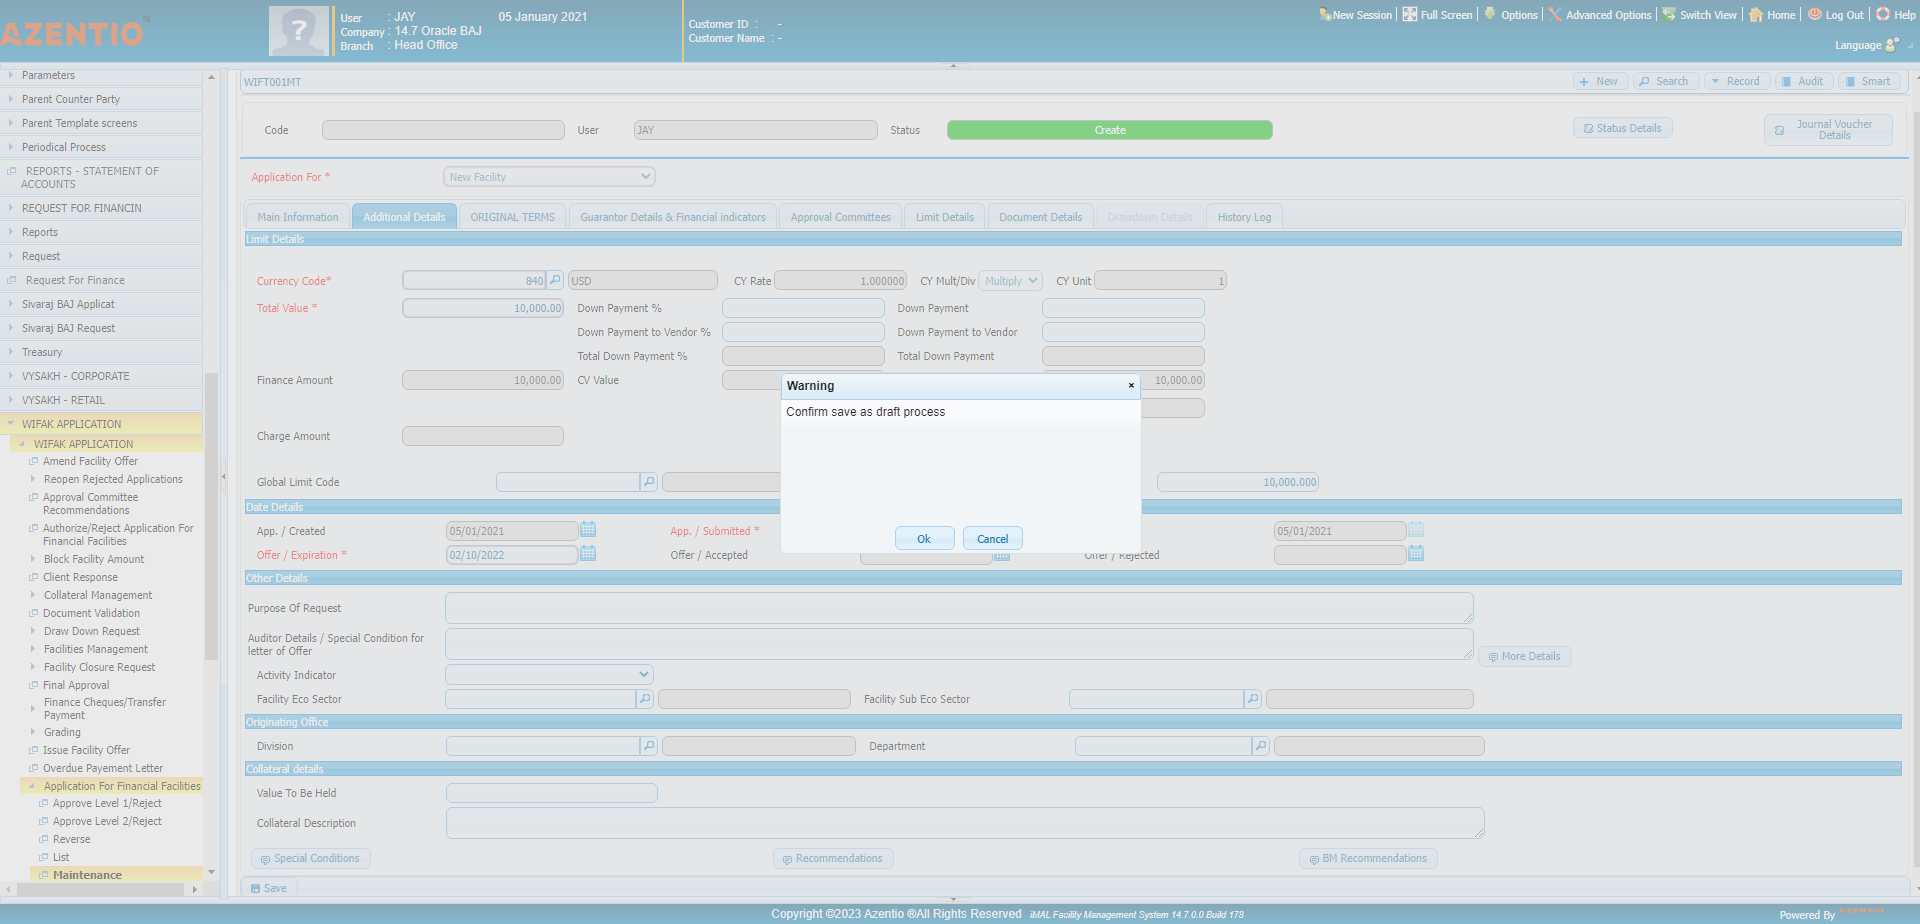 AZENTIO™
User : JAY 05 January 2021
Company : 14.7 Oracle BAJ
Branch : Head Office
Customer ID : -
Customer Name : -
New Session Full Screen Options Advanced Options Switch View Home Log Out Help
Language
Parameters
Parent Counter Party
Parent Template screens
Periodical Process
REPORTS - STATEMENT OF
ACCOUNTS
REQUEST FOR FINANCIN
Reports
Request
Request For Finance
Sivaraj BAJ Applicat
Sivaraj BAJ Request
Treasury
VYSAKH - CORPORATE
VYSAKH - RETAIL
WIFAK APPLICATION
WIFAK APPLICATION
Amend Facility Offer
Reopen Rejected Applications
Approval Committee
Recommendations
Authorize/Reject Application For
Financial Facilities
Block Facility Amount
Client Response
Collateral Management
Document Validation
Draw Down Request
Facilities Management
Facility Closure Request
Final Approval
Finance Cheques/Transfer
Payment
Grading
Issue Facility Offer
Overdue Payement Letter
Application For Financial Facilities
Approve Level 1/Reject
Approve Level 2/Reject
Reverse
List
Maintenance
WIFT001MT
New Search Record Audit Smart
Code User JAY Status Create Status Details
Journal Voucher
Details
Application For * New Facility
Main Information Additional Details ORIGINAL TERMS Guarantor Details & Financial indicators Approval Committees Limit Details Document Details Drawdown Details History Log
Limit Details
Currency Code* 840 USD CY Rate 1.000000 CY Mult/Div Multiply CY Unit 1
Total Value * 10,000.00 Down Payment % Down Payment
Down Payment to Vendor % Down Payment to Vendor
Total Down Payment % Total Down Payment
Finance Amount 10,000.00 CV Value 10,000.00
Charge Amount
Global Limit Code 10,000.000
Warning ×
Confirm save as draft process
Ok Cancel
Date Details
App. / Created 05/01/2021 App. / Submitted * 05/01/2021
Offer / Expiration * 02/10/2022 Offer / Accepted Offer / Rejected
Other Details
Purpose Of Request
Auditor Details / Special Condition for
letter of Offer
More Details
Activity Indicator
Facility Eco Sector Facility Sub Eco Sector
Originating Office
Division Department
Collateral details
Value To Be Held
Collateral Description
Special Conditions Recommendations BM Recommendations
Save
Copyright ©2023 Azentio ®All Rights Reserved iMAL Facility Management System 14.7.0.0 Build 178
Powered By AZENTIO